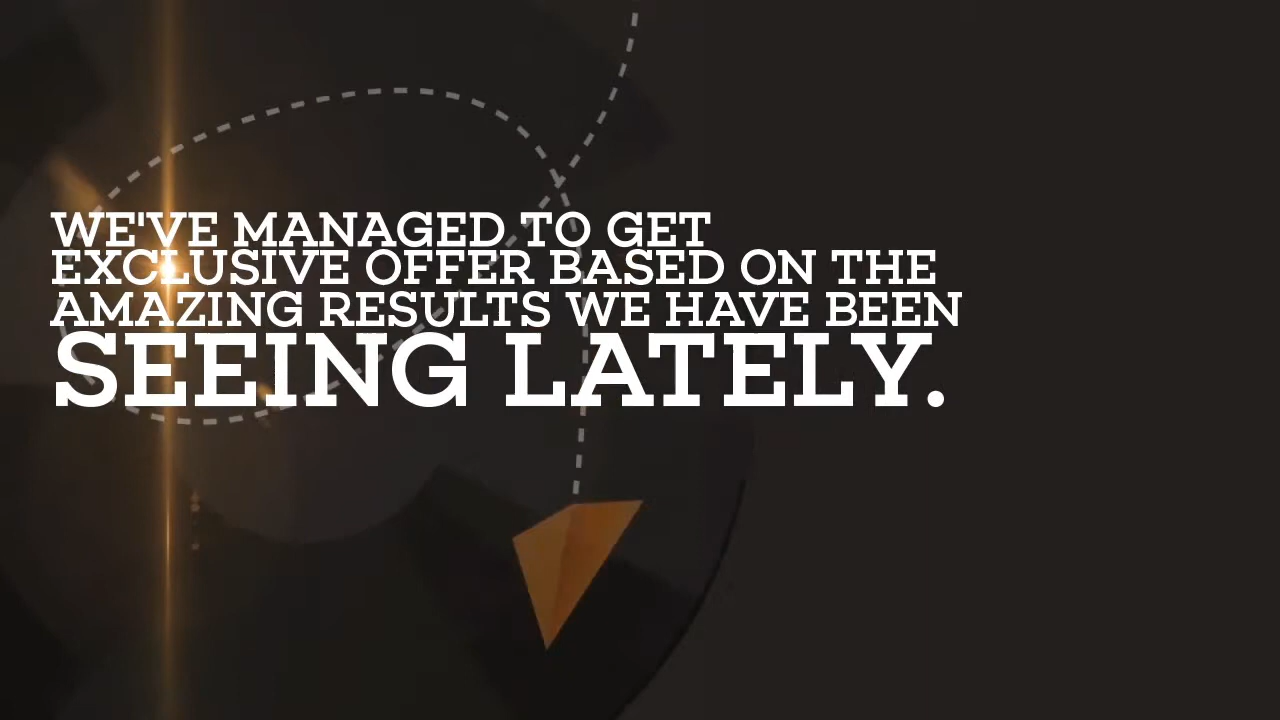 WE'VE MANAGED TO GET
EXCLUSIVE OFFER BASED ON THE
AMAZING RESULTS WE HAVE BEEN
SEEING LATELY.